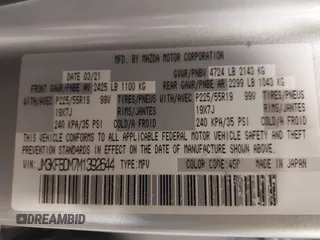 MFD. BY MAZDA MOTOR CORPORATION
DATE 03/21 GVWR/PNBV 4724 LB 2143 KG
FRONT GAWR/PNBE AV 2425 LB 1100 KG REAR GAWR/PNBE AR 2299 LB 1043 KG
WITH/AVEC P225/55R19 99V TIRES/PNEUS WITH/AVEC P225/55R19 99V TIRES/PNEUS
19X7J RIMS/JANTES 19X7J RIMS/JANTES
240 KPA/35 PSI COLD/A FROID 240 KPA/35 PSI COLD/A FROID
THIS VEHICLE CONFORMS TO ALL APPLICABLE FEDERAL MOTOR VEHICLE SAFETY AND THEFT
PREVENTION STANDARDS IN EFFECT ON THE DATE OF MANUFACTURE SHOWN ABOVE.
JM3KFBDM7M1392544 TYPE:MPV
COLOR CODE:46F MADE IN JAPAN
DYEARBIDD